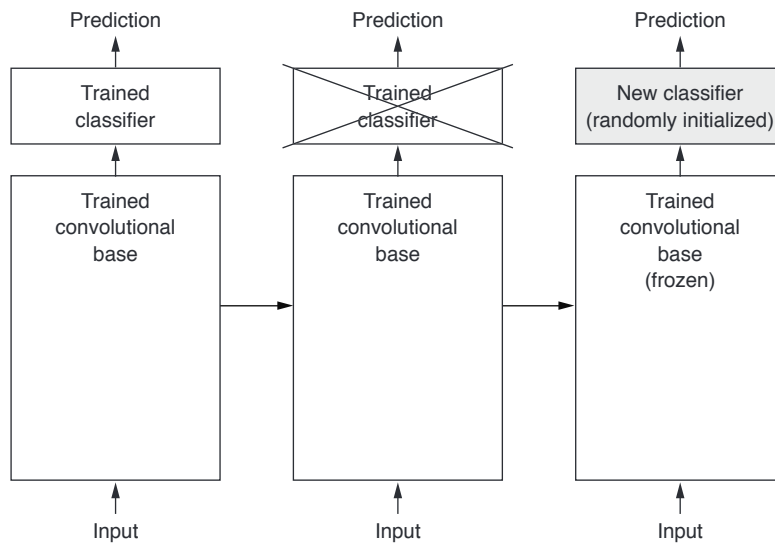 Prediction
Trained
classifier
Trained
convolutional
base
Input
Prediction
Trained
classifier
Trained
convolutional
base
Input
Prediction
New classifier
(randomly initialized)
Trained
convolutional
base
(frozen)
Input